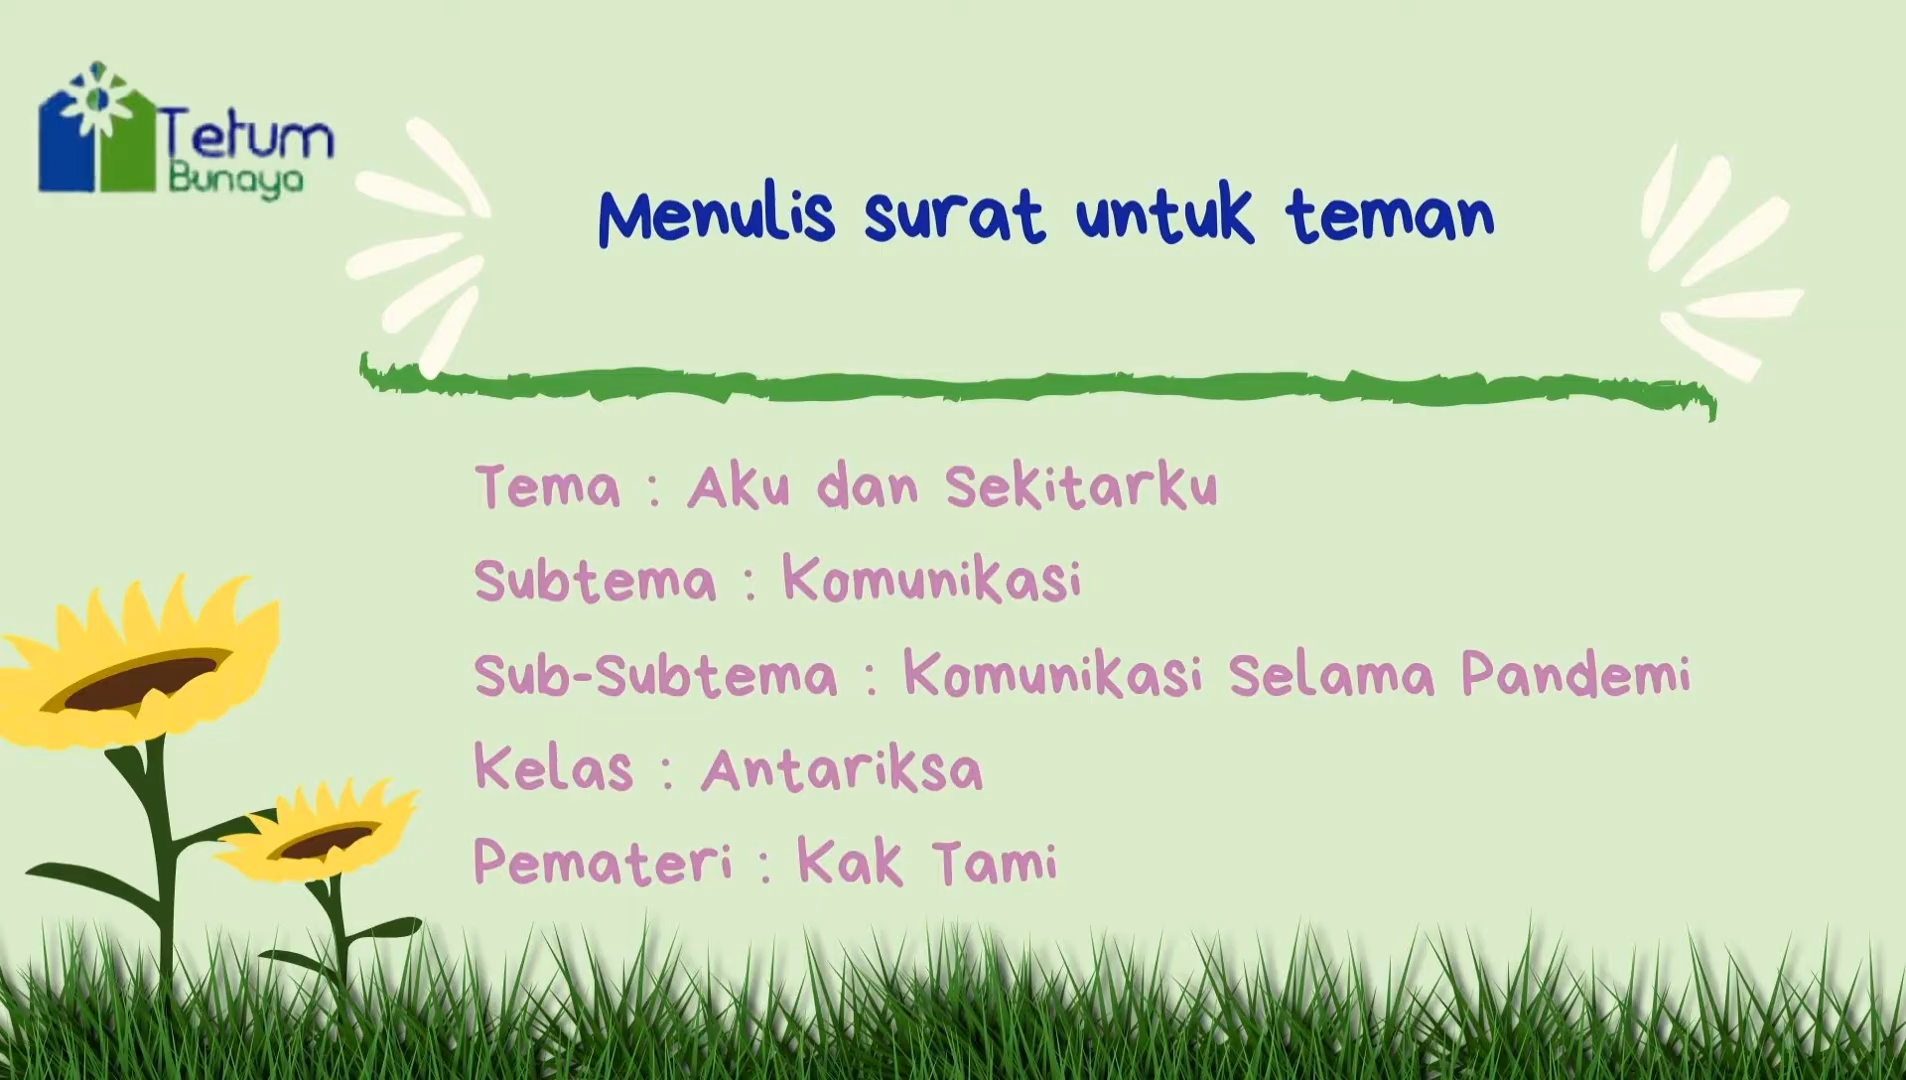 Tetum
Bunaya
Menulis surat untuk teman
Tema : Aku dan Sekitarku
Subtema : Komunikasi
Sub-Subtema : Komunikasi Selama Pandemi
Kelas : Antariksa
Pemateri : Kak Tami